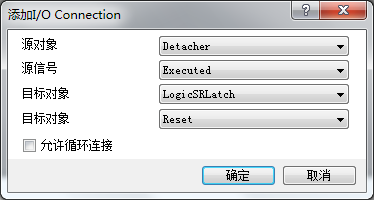 添加I/O Connection
源对象 Detacher
源信号 Executed
目标对象 LogicSRLatch
目标对象 Reset
允许循环连接
确定 取消